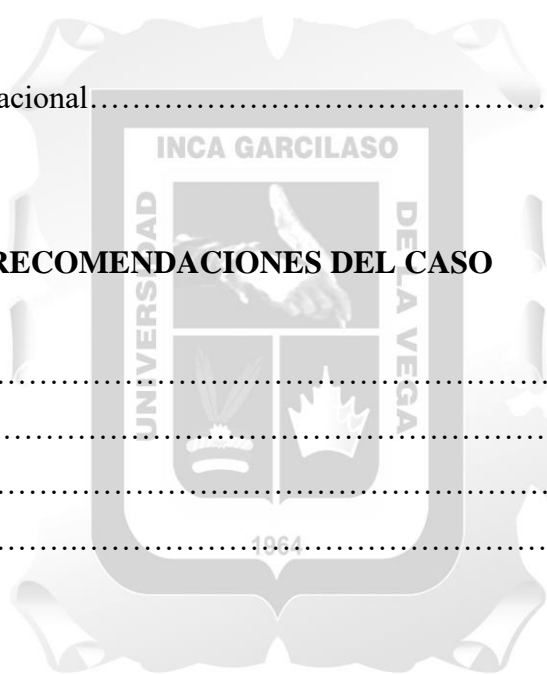 acional……………………………………….
INCA GARCILASO
UNIVERSIDAD
DE LA VEGA
RECOMENDACIONES DEL CASO
…………………………………………………
…………………………………………………
…………………………………………………
……….…………………………………………
1964